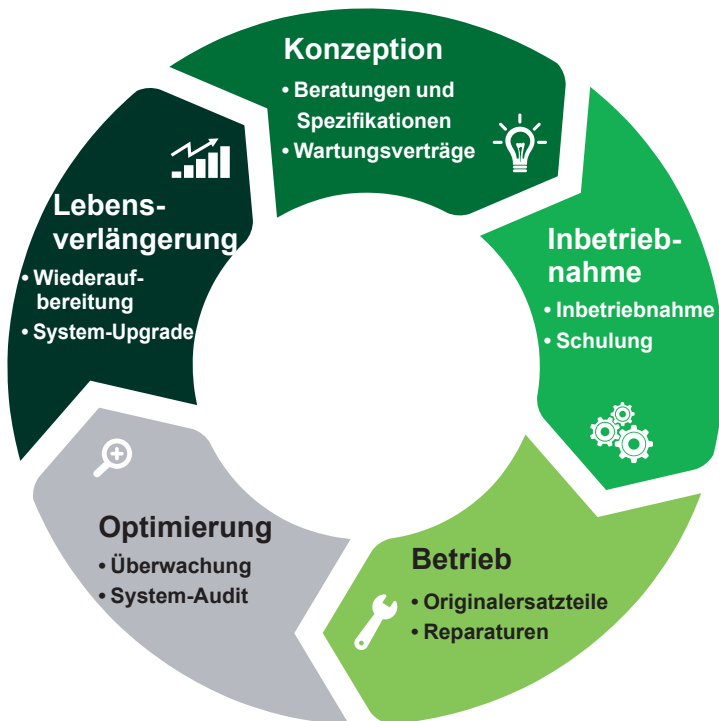 Konzeption
• Beratungen und
Spezifikationen
• Wartungsverträge
Inbetrieb-
nahme
• Inbetriebnahme
• Schulung
Betrieb
• Originalersatzteile
• Reparaturen
Optimierung
• Überwachung
• System-Audit
Lebens-
verlängerung
• Wiederauf-
bereitung
• System-Upgrade